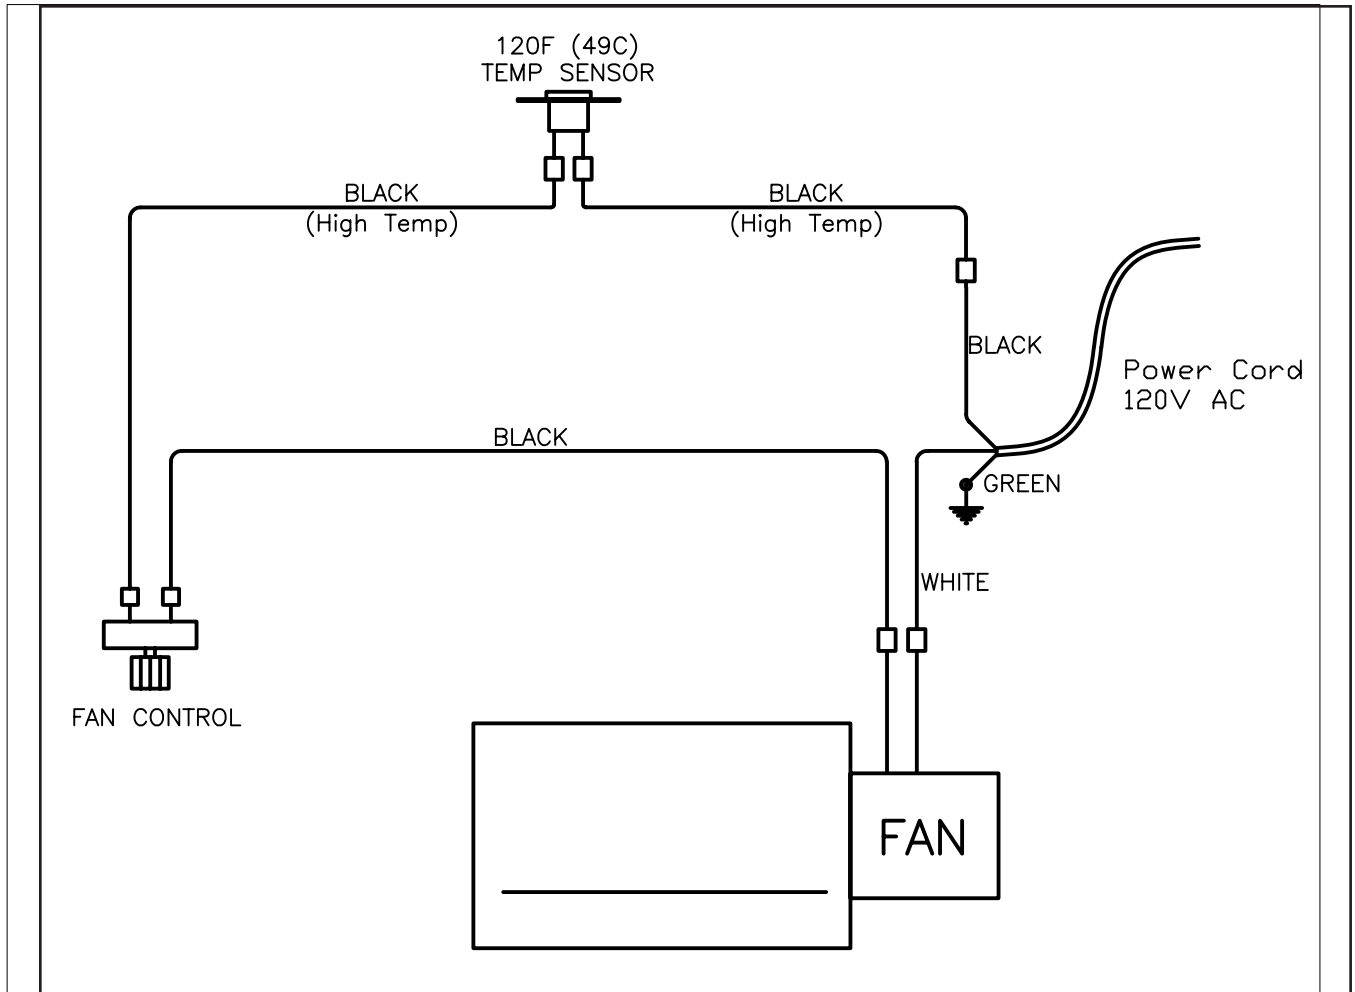 120F (49C)
TEMP SENSOR
BLACK
(High Temp)
BLACK
(High Temp)
BLACK
Power Cord
120V AC
BLACK
GREEN
WHITE
FAN CONTROL
FAN